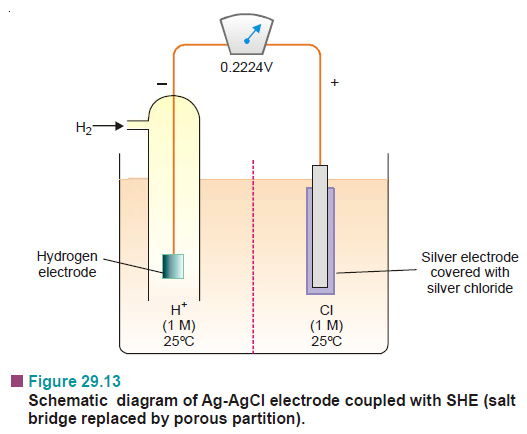 0.2224V
–
+
H2
Hydrogen
electrode
Silver electrode
covered with
silver chloride
H+
(1 M)
25ºC
Cl
(1 M)
25ºC
Figure 29.13
Schematic diagram of Ag-AgCl electrode coupled with SHE (salt
bridge replaced by porous partition).